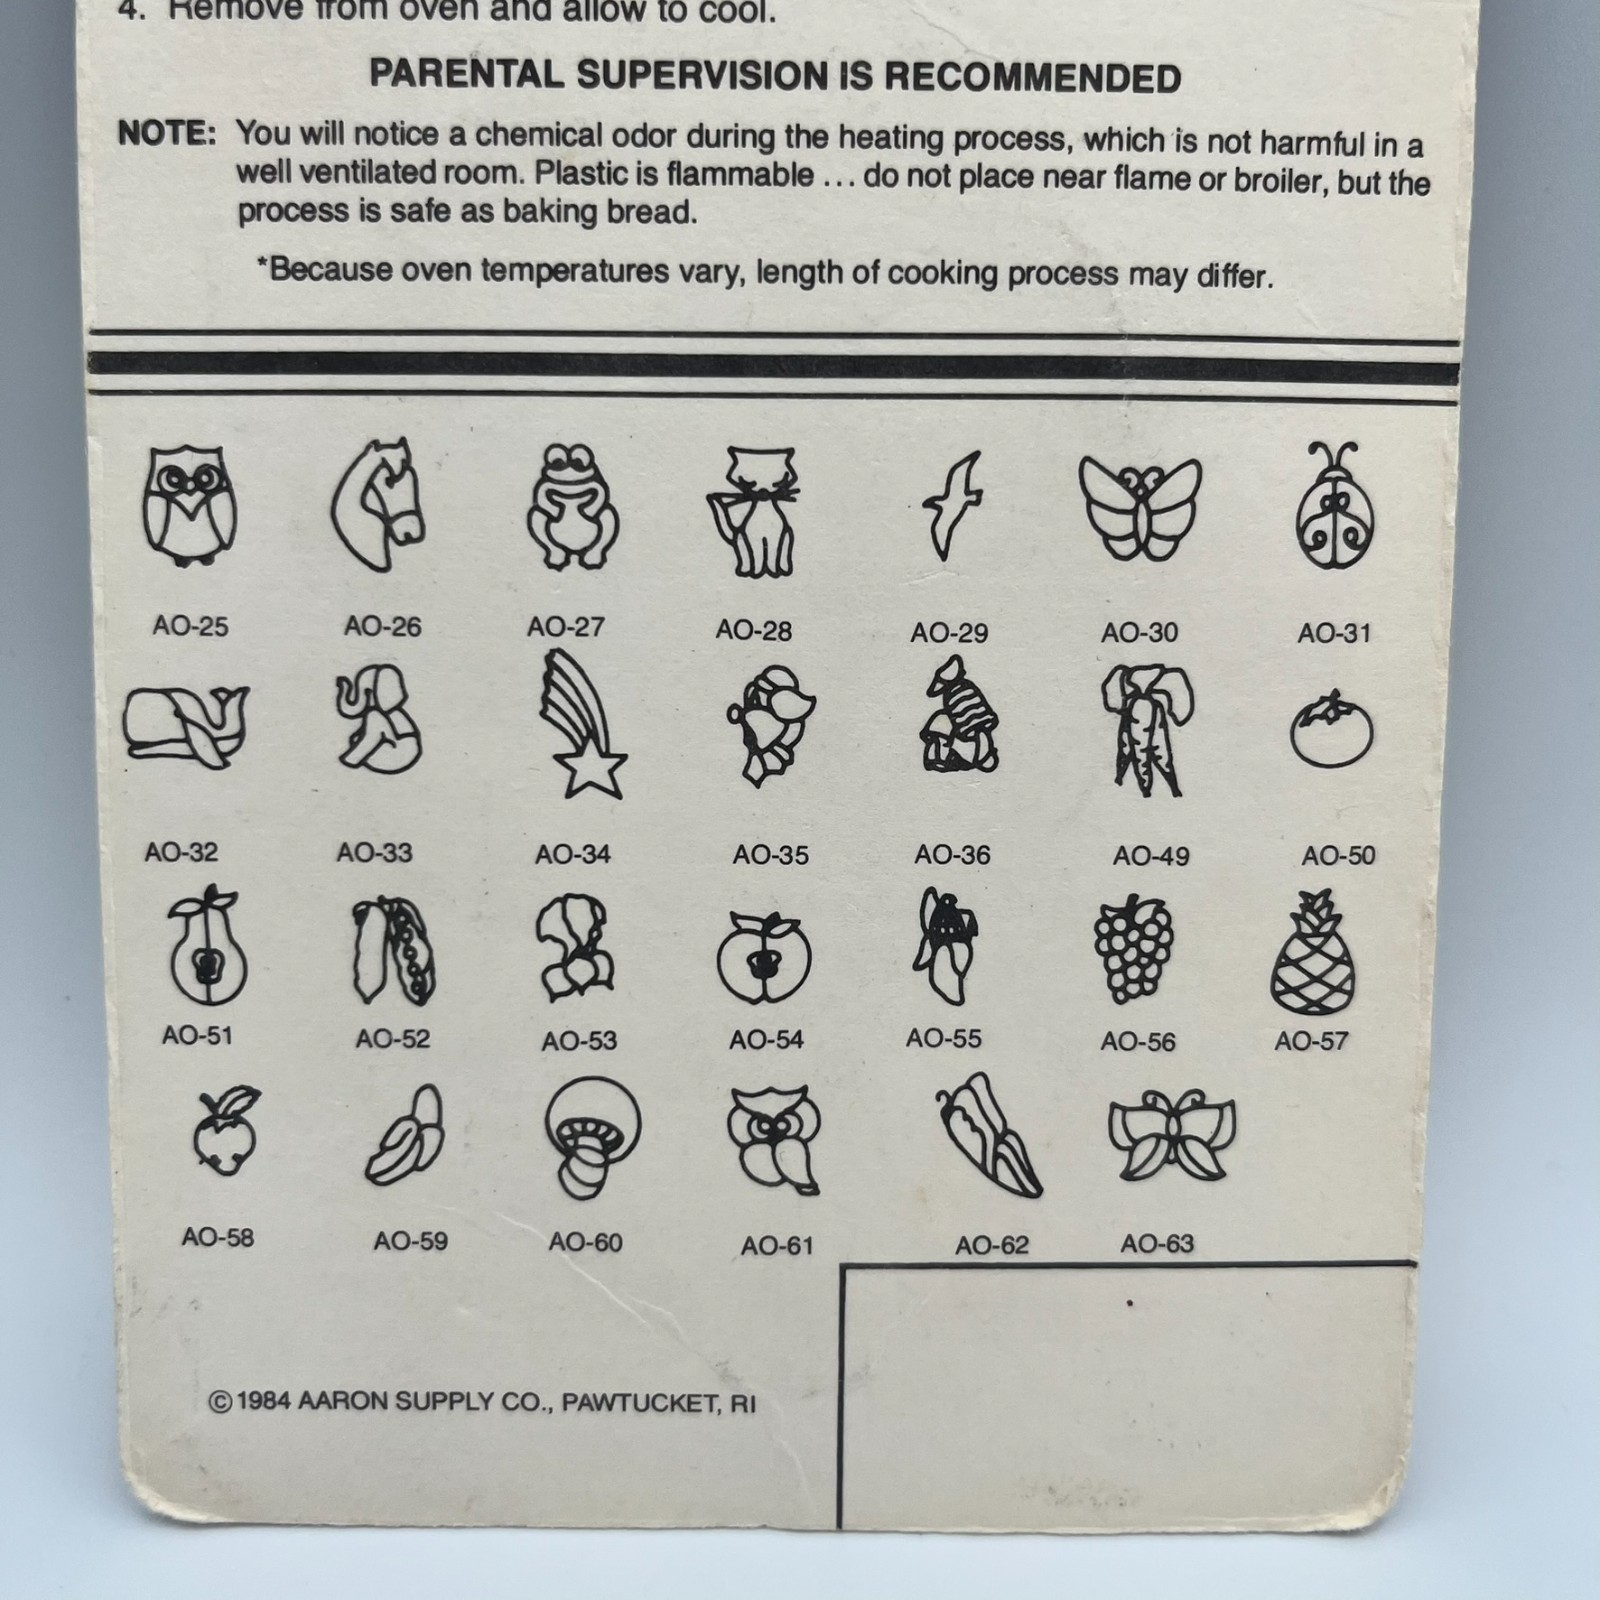 4. Remove from oven and allow to cool.
PARENTAL SUPERVISION IS RECOMMENDED
NOTE: You will notice a chemical odor during the heating process, which is not harmful in a
well ventilated room. Plastic is flammable ... do not place near flame or broiler, but the
process is safe as baking bread.
*Because oven temperatures vary, length of cooking process may differ.
AO-25 AO-26 AO-27 AO-28 AO-29 AO-30 AO-31
AO-32 AO-33 AO-34 AO-35 AO-36 AO-49 AO-50
AO-51 AO-52 AO-53 AO-54 AO-55 AO-56 AO-57
AO-58 AO-59 AO-60 AO-61 AO-62 AO-63
©1984 AARON SUPPLY CO., PAWTUCKET, RI